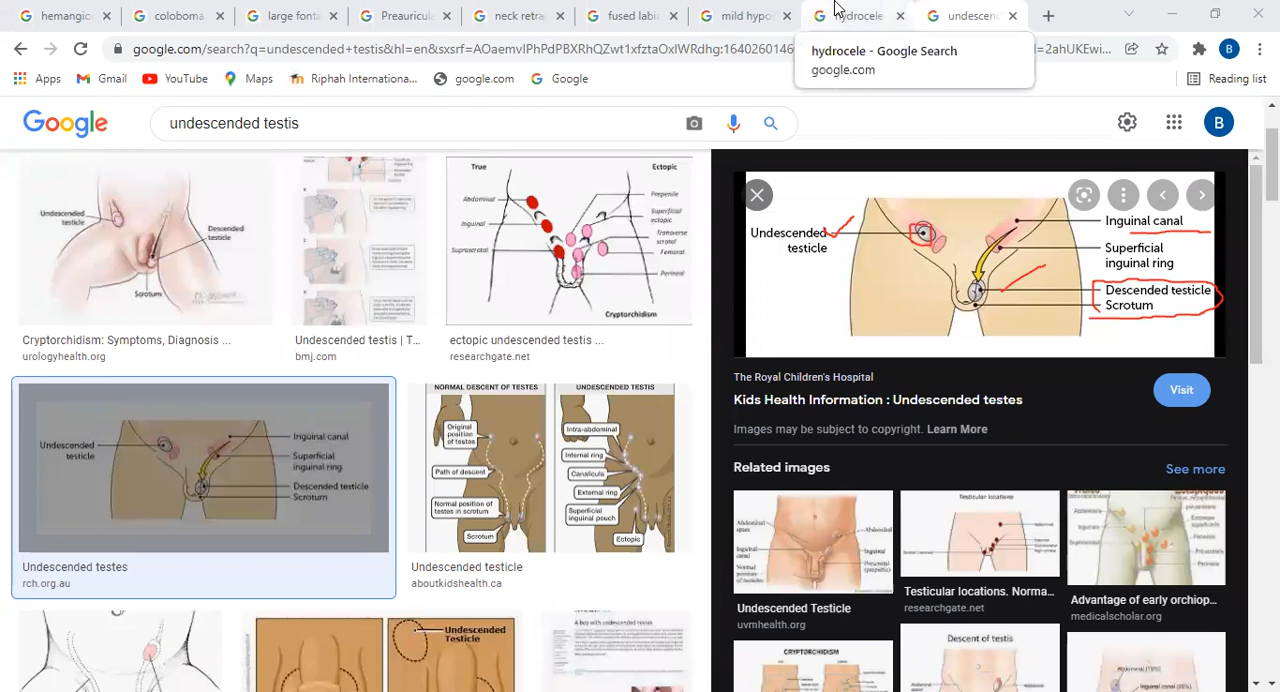 hemangio
coloboma
large fonta
Preauricula
neck retra
fused labia
mild hypos
hydrocele
undescend
google.com/search?q=undescended+testis&hl=en&sxsrf=AOaemvIPhPdPBXRhQZwt1xfztaOxlWRdhg:1640260146
=2ahUKEwi...
hydrocele - Google Search
google.com
Apps
Gmail
YouTube
Maps
Riphah Internationa...
google.com
Google
Reading list
Google
undescended testis
B
B
Undescended
testicle
Descended
testicle
Scrotum
Cryptorchidism: Symptoms, Diagnosis ...
urologyhealth.org
Undescended testis | T...
bmj.com
True
Ectopic
Abdominal
Inguinal
Suprascrotal
Prepenile
Superficial
ectopic
Transverse
scrotal
Femoral
Perineal
Cryptorchidism
ectopic undescended testis ...
researchgate.net
Undescended
testicle
Inguinal canal
Superficial
inguinal ring
Descended testicle
Scrotum
The Royal Children's Hospital
Kids Health Information : Undescended testes
Visit
Images may be subject to copyright. Learn More
Related images
See more
Undescended
testicle
Inguinal canal
Superficial
inguinal ring
Descended testicle
Scrotum
Undescended testes
rch.org.au
NORMAL DESCENT OF TESTES
UNDESCENDED TESTIS
Original
position
of testes
Path of descent
Normal position of
testes in scrotum
Scrotum
Intra-abdominal
Internal ring
Canalicula
External ring
Superficial
inguinal pouch
Ectopic
Undescended testicle
aboutkidshealth.ca
Undescended Testicle
uvmhealth.org
Testicular locations
Testicular locations. Norma...
researchgate.net
Advantage of early orchiop...
medicalscholar.org
Undescended
Testicle
A boy with undescended testes
CRYPTORCHIDISM
Descent of testis